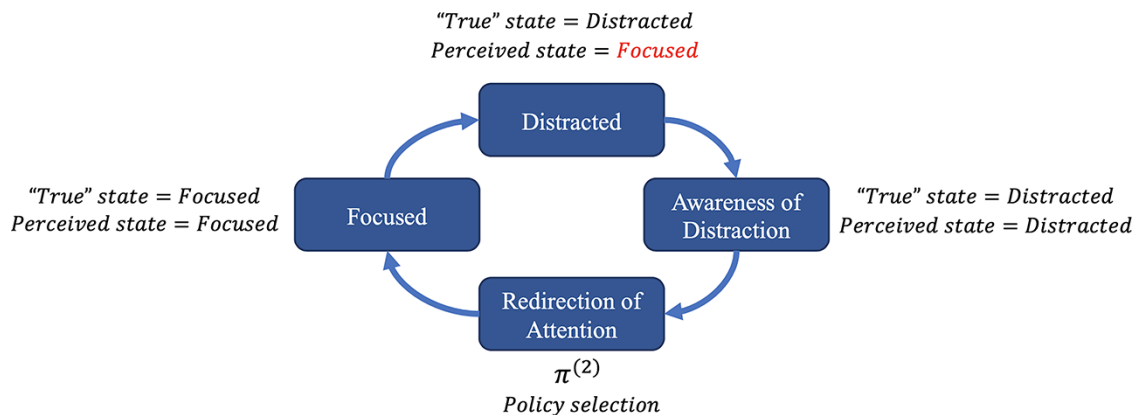 “True” state = Distracted
Perceived state = Focused
Distracted
“True” state = Focused
Perceived state = Focused
Focused
Awareness of
Distraction
“True” state = Distracted
Perceived state = Distracted
Redirection of
Attention
π⁽²⁾
Policy selection